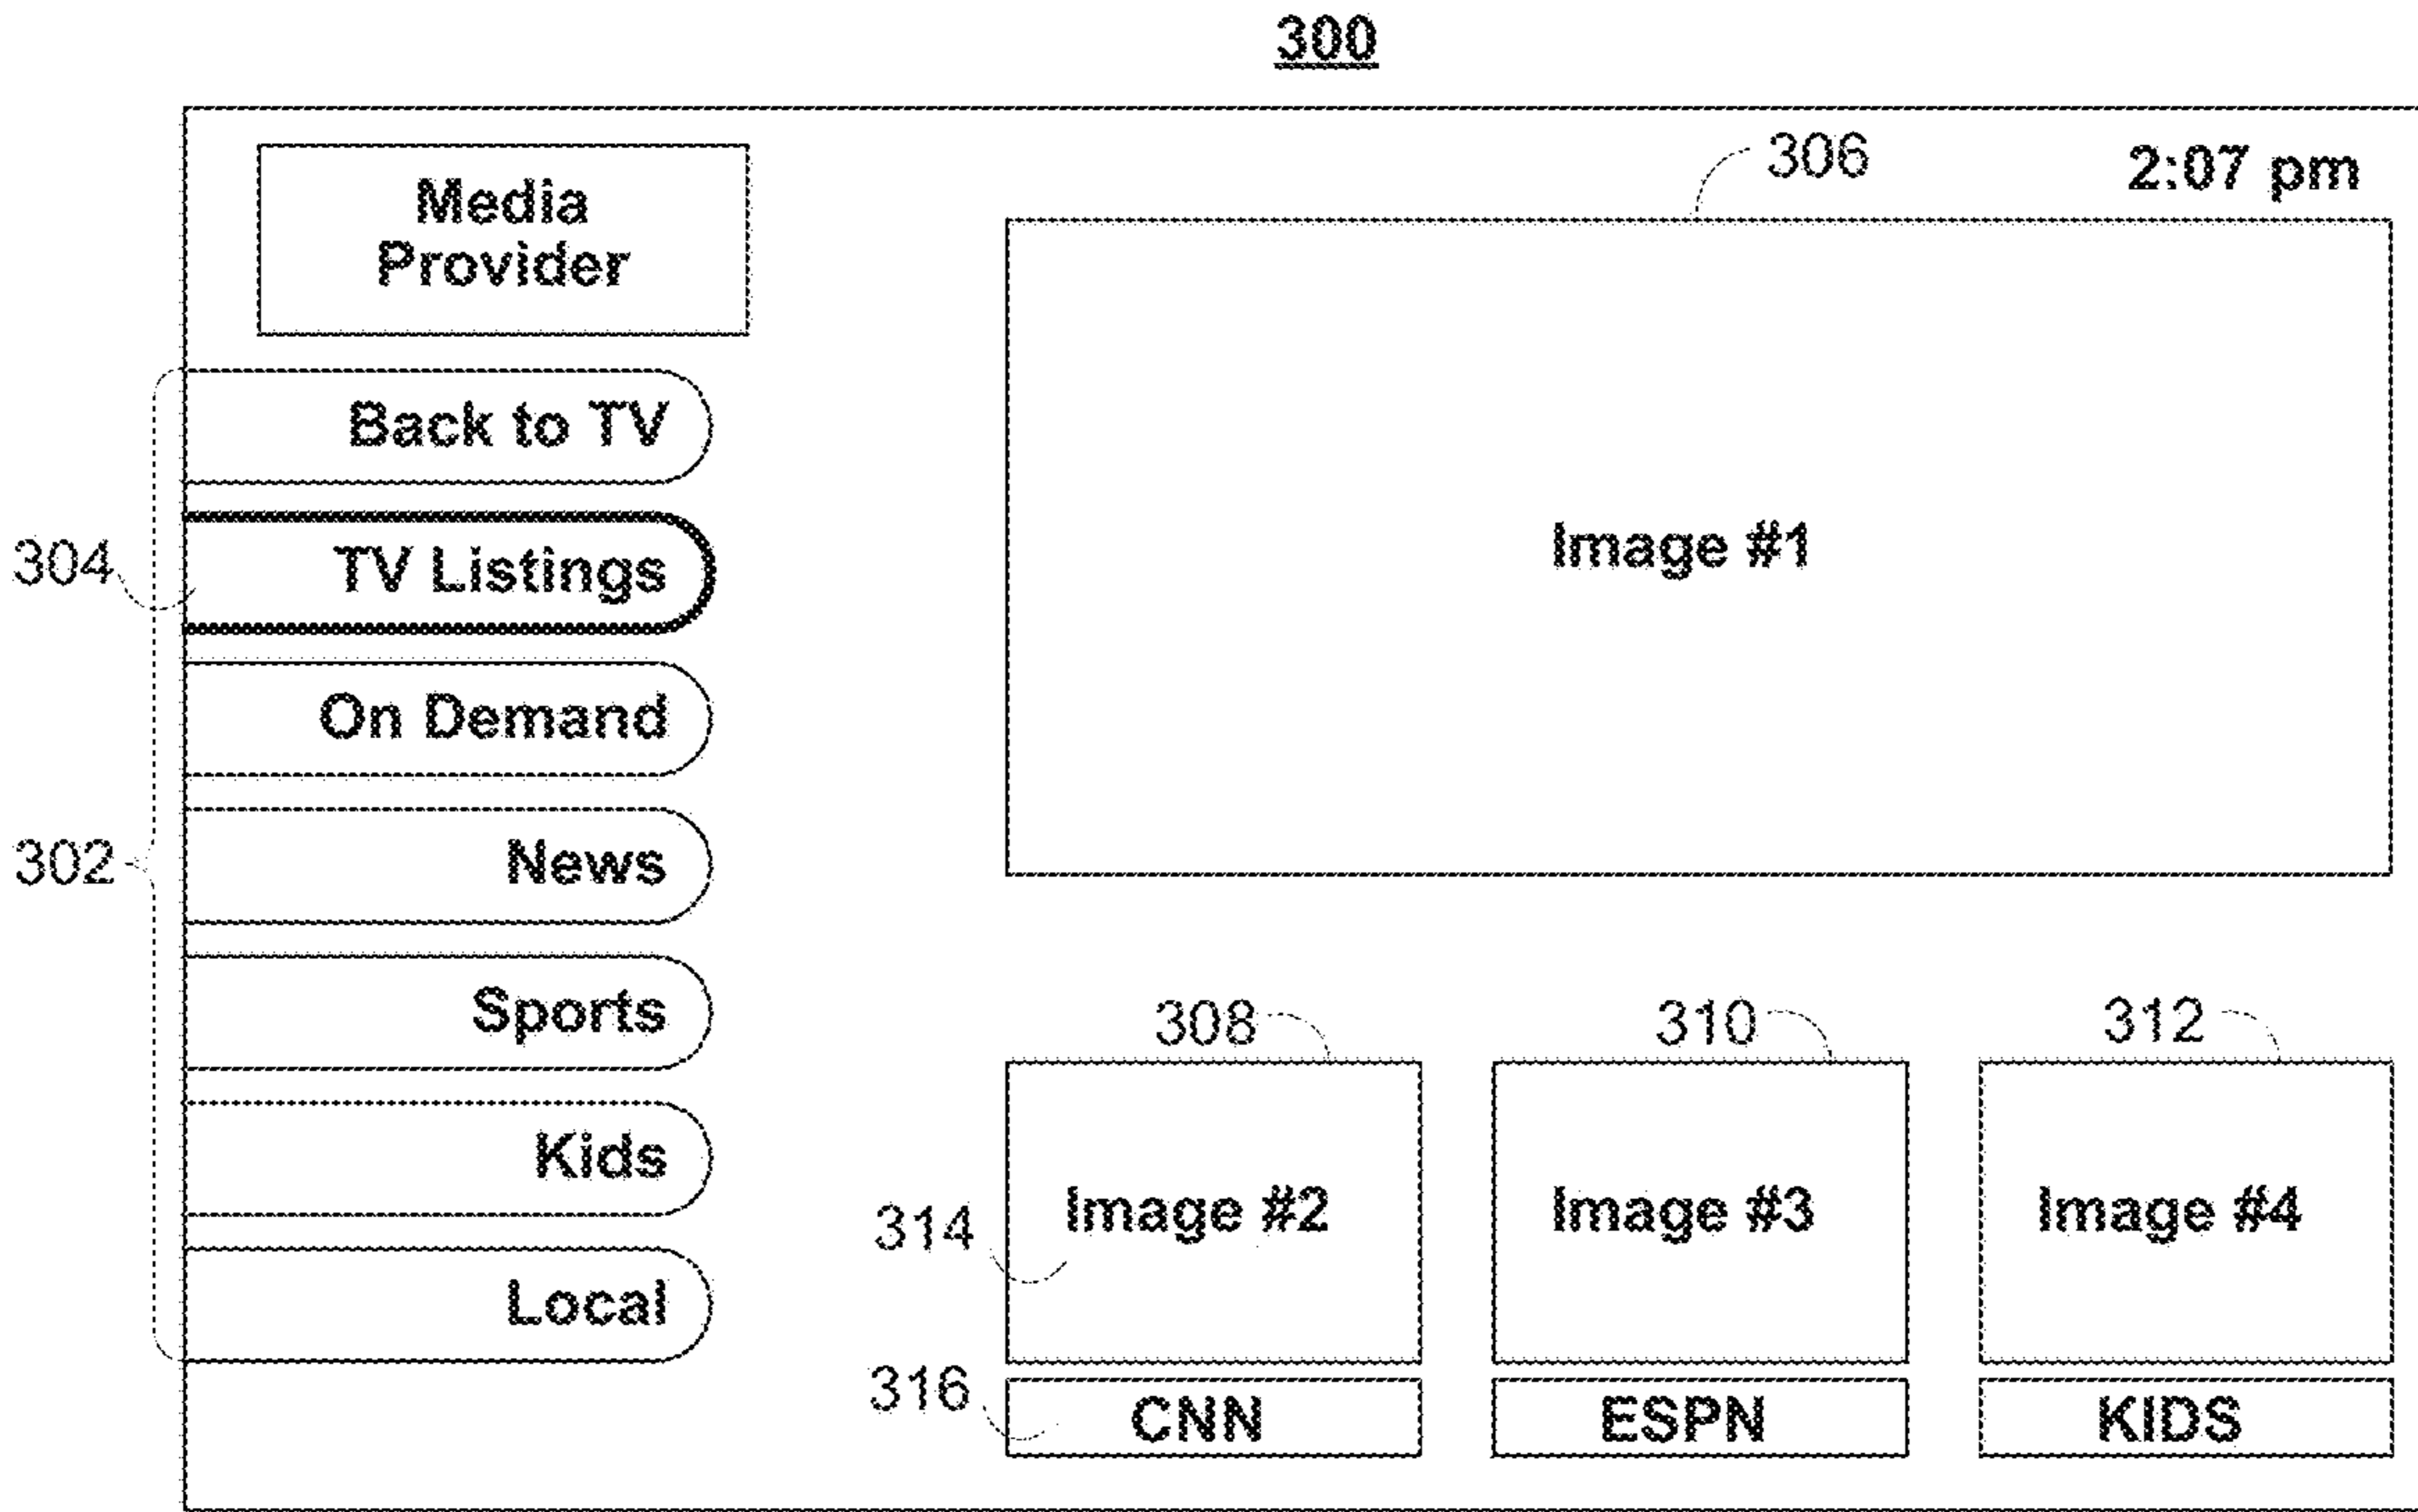 300
306
2:07 pm
Media
Provider
Back to TV
304
TV Listings
On Demand
302
News
Sports
Kids
Local
Image #1
308
310
312
314
Image #2
Image #3
Image #4
316
CNN
ESPN
KIDS